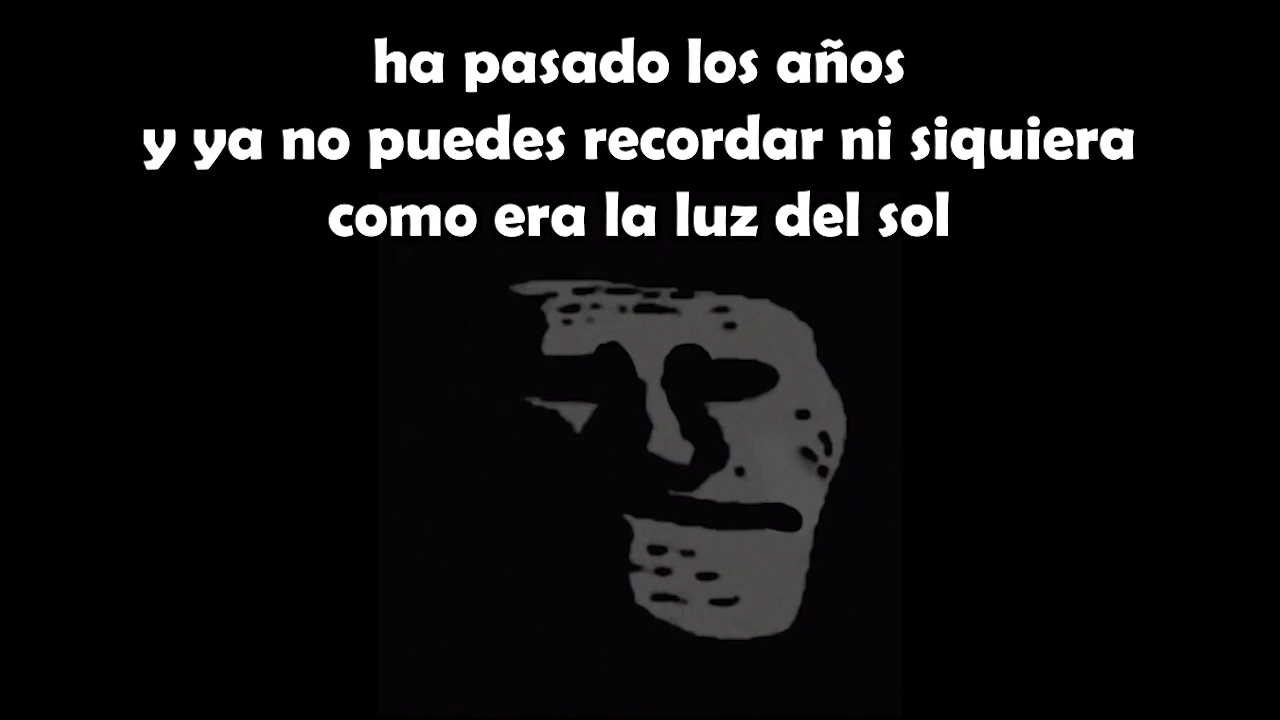 ha pasado los años
y ya no puedes recordar ni siquiera
como era la luz del sol